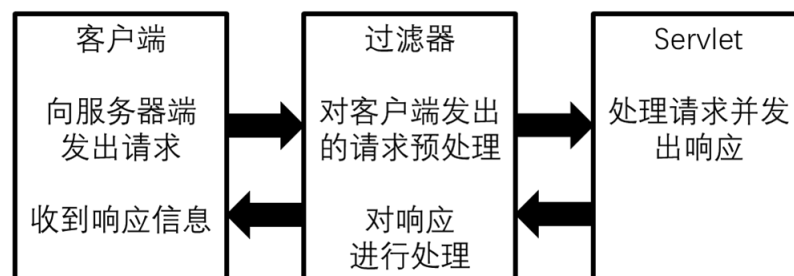 客户端
向服务器端
发出请求
收到响应信息
过滤器
对客户端发出
的请求预处理
对响应
进行处理
Servlet
处理请求并发
出响应